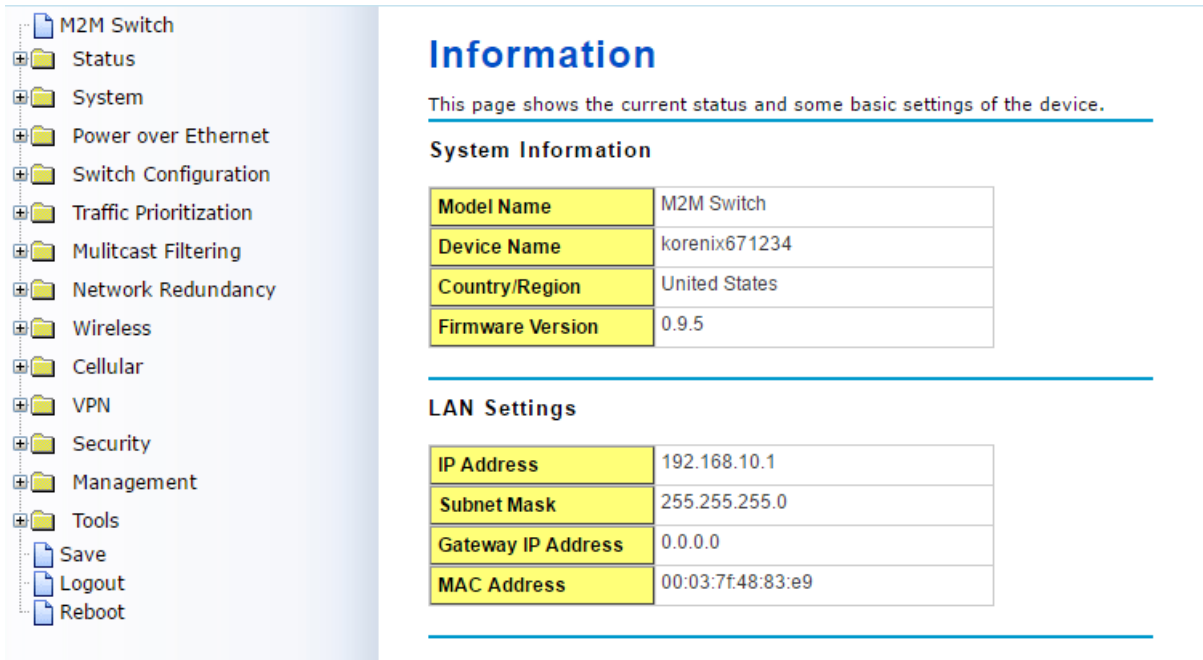 M2M Switch
Status
System
Power over Ethernet
Switch Configuration
Traffic Prioritization
Mulitcast Filtering
Network Redundancy
Wireless
Cellular
VPN
Security
Management
Tools
Save
Logout
Reboot
Information
This page shows the current status and some basic settings of the device.
System Information
Model Name M2M Switch
Device Name korenix671234
Country/Region United States
Firmware Version 0.9.5
LAN Settings
IP Address 192.168.10.1
Subnet Mask 255.255.255.0
Gateway IP Address 0.0.0.0
MAC Address 00:03:7f:48:83:e9